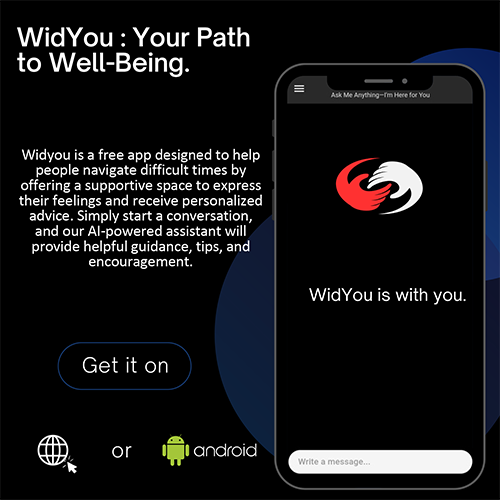 WidYou : Your Path
to Well-Being.
Ask Me Anything—I'm Here for You
Widyou is a free app designed to help
people navigate difficult times by
offering a supportive space to express
their feelings and receive personalized
advice. Simply start a conversation,
and our AI-powered assistant will
provide helpful guidance, tips, and
encouragement.
WidYou is with you.
Get it on
or
android
Write a message...